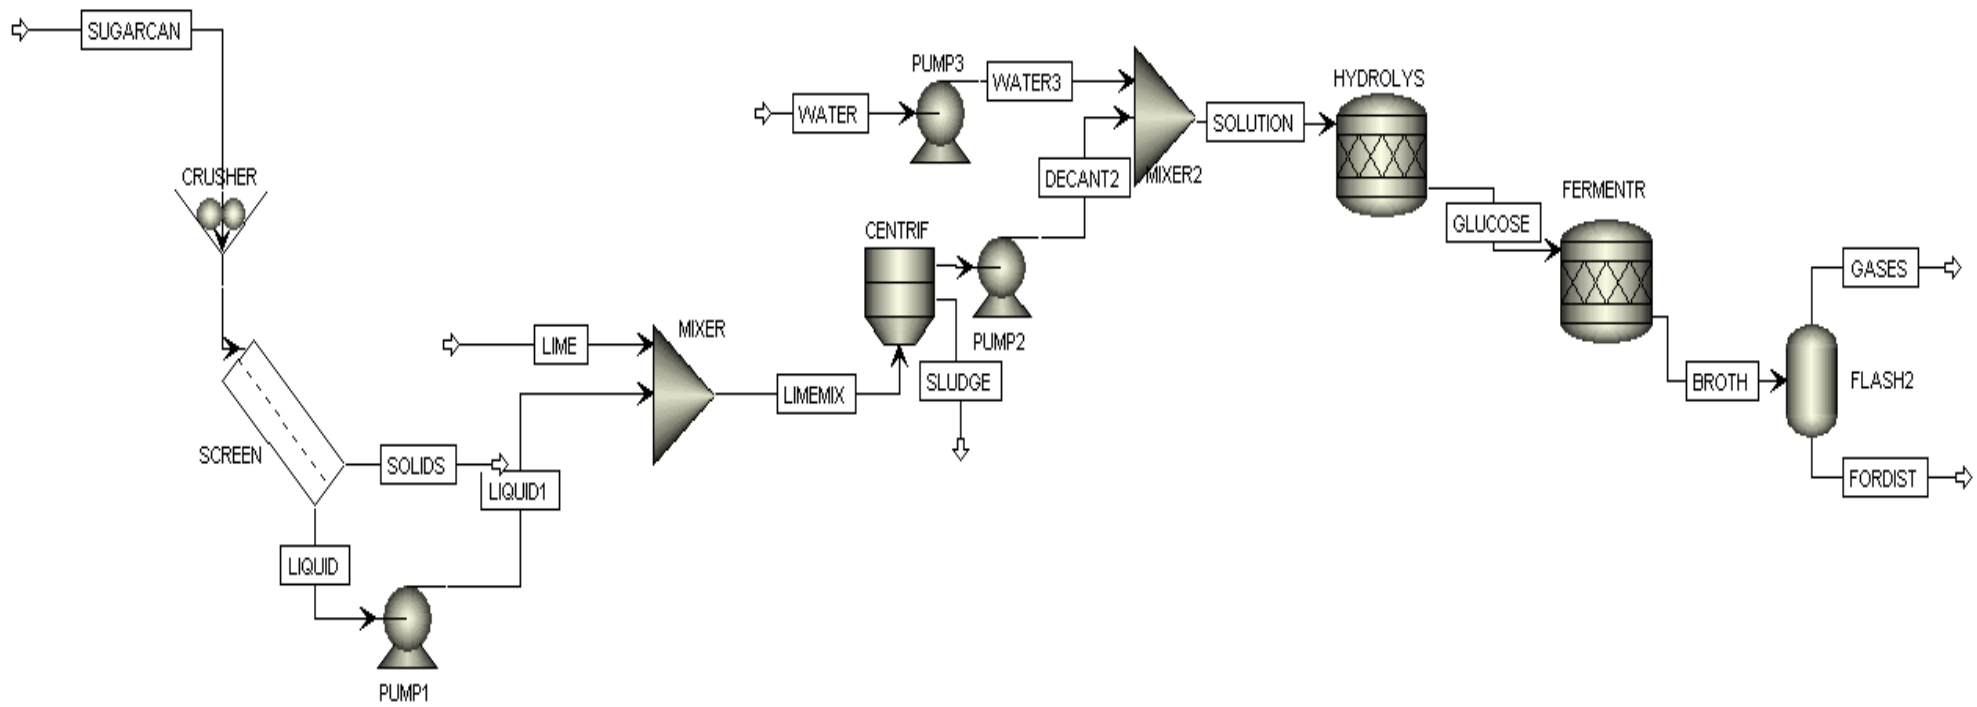 SUGARCAN
CRUSHER
SCREEN
SOLIDS
LIQUID
PUMP1
LIQUID1
LIME
MIXER
LIMEMIX
CENTRIF
SLUDGE
PUMP2
DECANT2
WATER
PUMP3
WATER3
MIXER2
SOLUTION
HYDROLYS
GLUCOSE
FERMENTR
BROTH
FLASH2
GASES
FORDIST